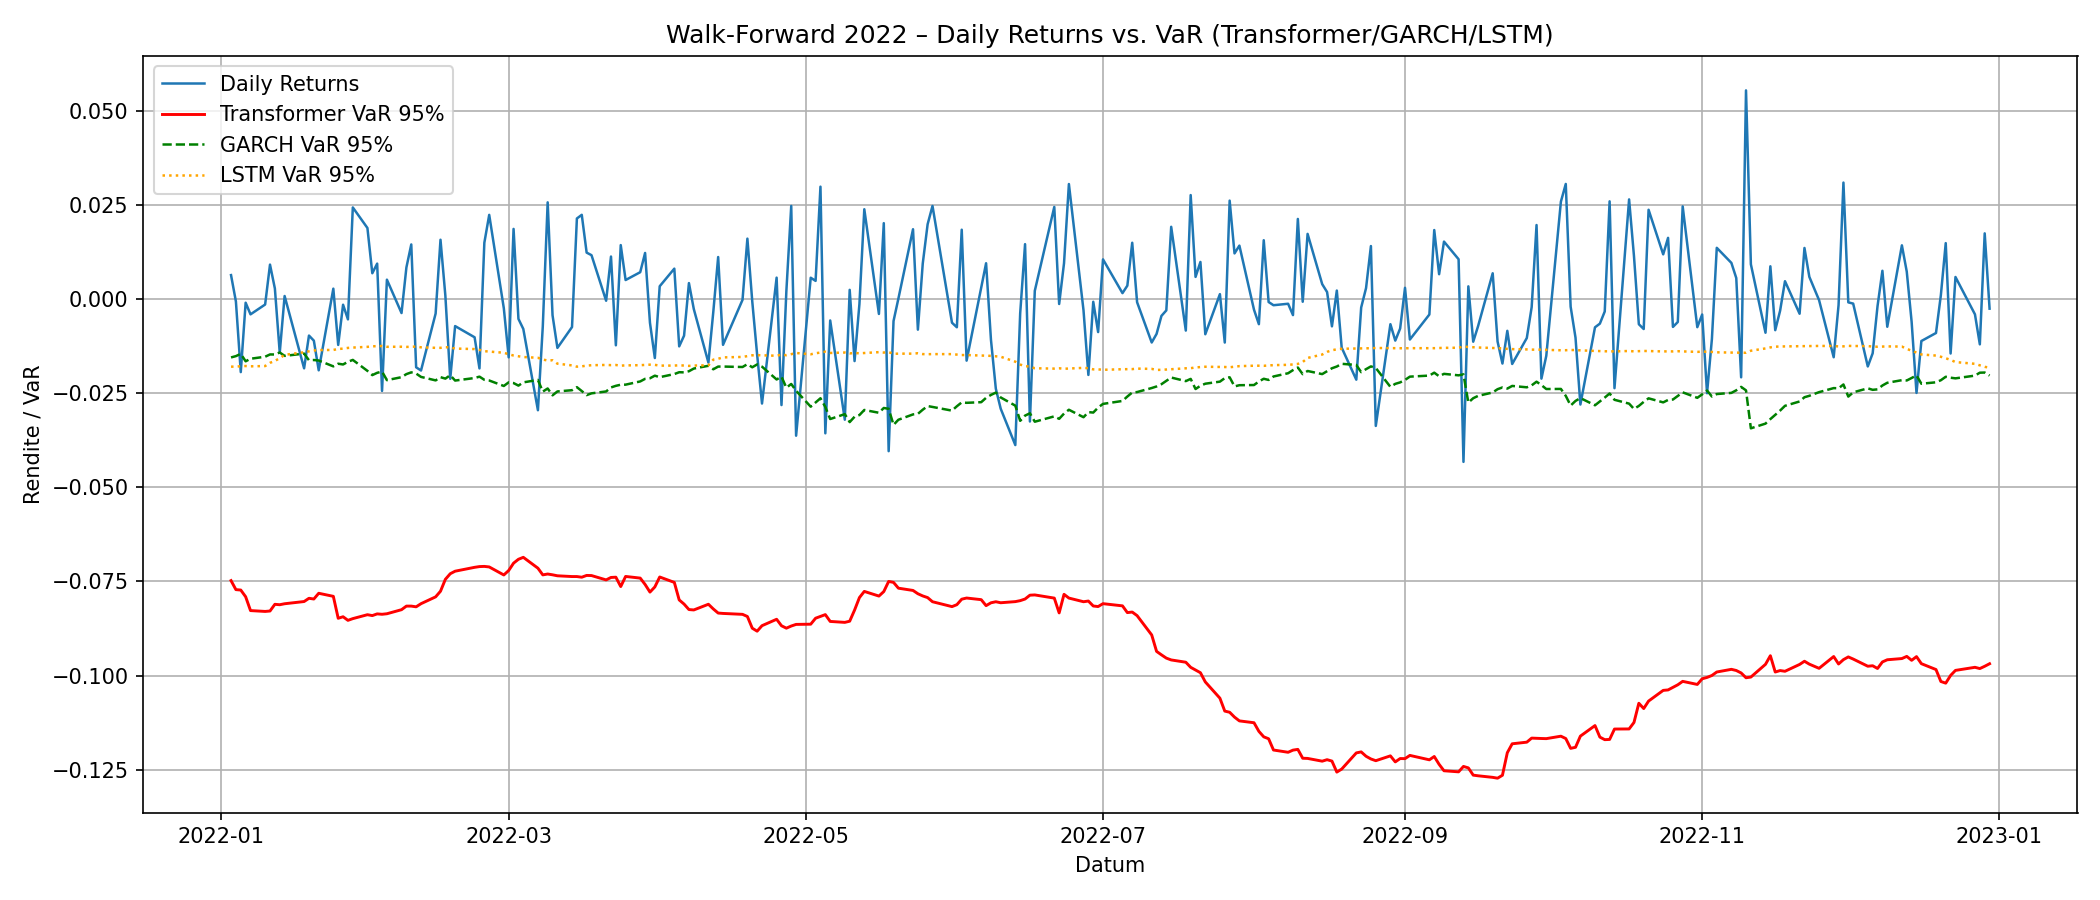 Walk-Forward 2022 – Daily Returns vs. VaR (Transformer/GARCH/LSTM)
Daily Returns
Transformer VaR 95%
GARCH VaR 95%
LSTM VaR 95%
Rendite / VaR
0.050
0.025
0.000
−0.025
−0.050
−0.075
−0.100
−0.125
2022-01 2022-03 2022-05 2022-07 2022-09 2022-11 2023-01
Datum